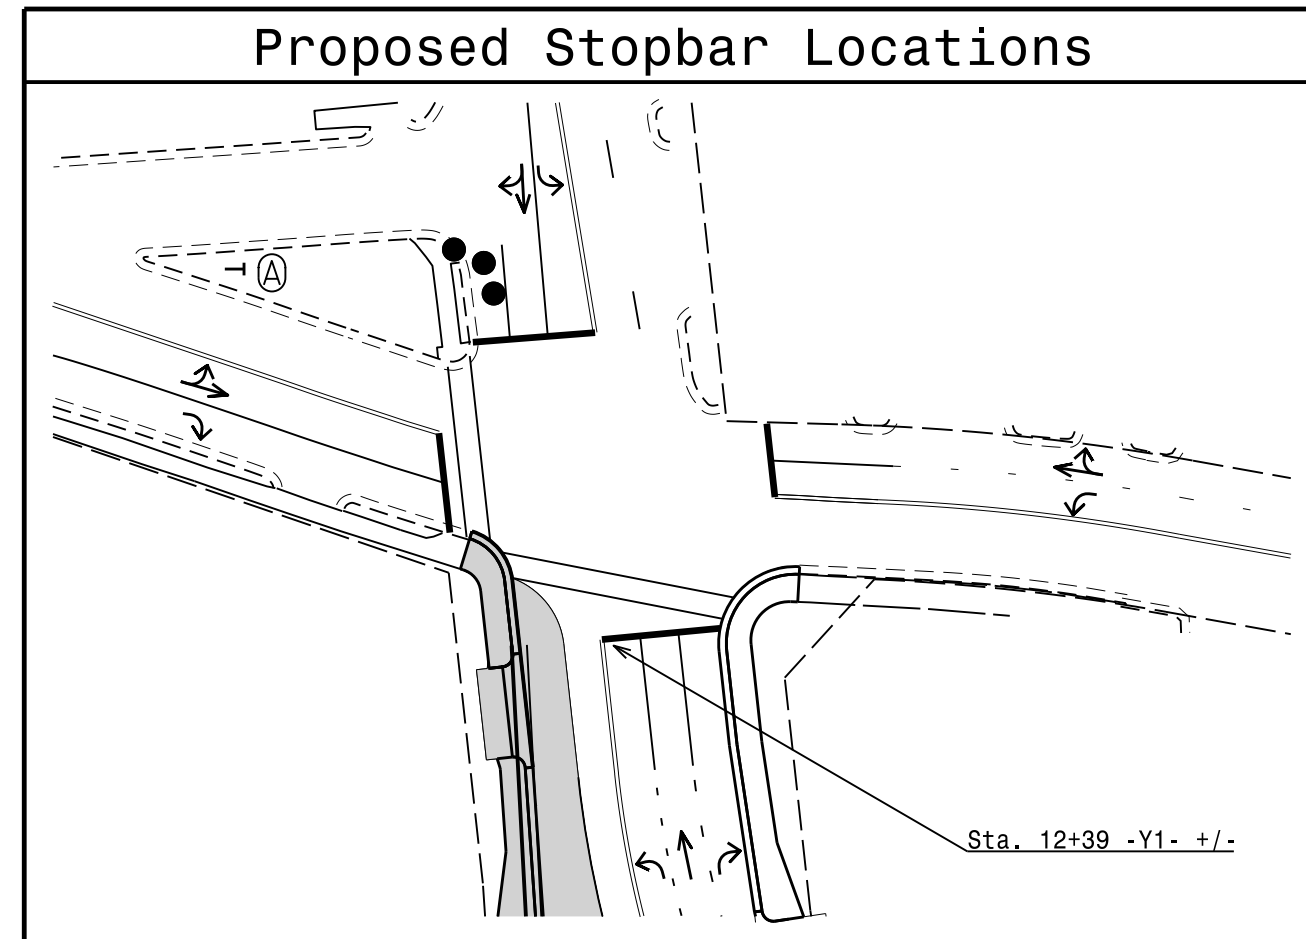 Proposed Stopbar Locations
A
Sta. 12+39 -Y1- +/-